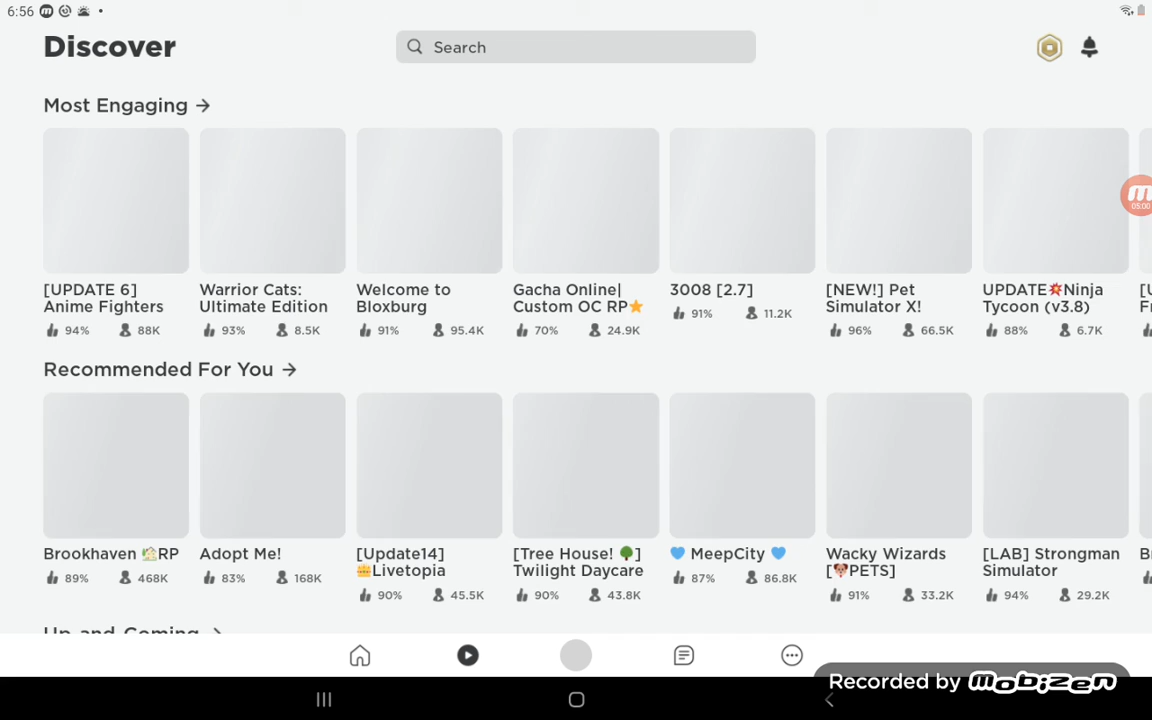 6:56
Discover
Search
Most Engaging →
05:00
[UPDATE 6] Anime Fighters
94% 88K
Warrior Cats: Ultimate Edition
93% 8.5K
Welcome to Bloxburg
91% 95.4K
Gacha Online| Custom OC RP⭐
70% 24.9K
3008 [2.7]
91% 11.2K
[NEW!] Pet Simulator X!
96% 66.5K
UPDATE💥Ninja Tycoon (v3.8)
88% 6.7K
Recommended For You →
Brookhaven 🏡RP
89% 468K
Adopt Me!
83% 168K
[Update14] 👑Livetopia
90% 45.5K
[Tree House! 🌳] Twilight Daycare
90% 43.8K
💙 MeepCity 💙
87% 86.8K
Wacky Wizards [🐶PETS]
91% 33.2K
[LAB] Strongman Simulator
94% 29.2K
Up-and-Coming
Recorded by mobizen